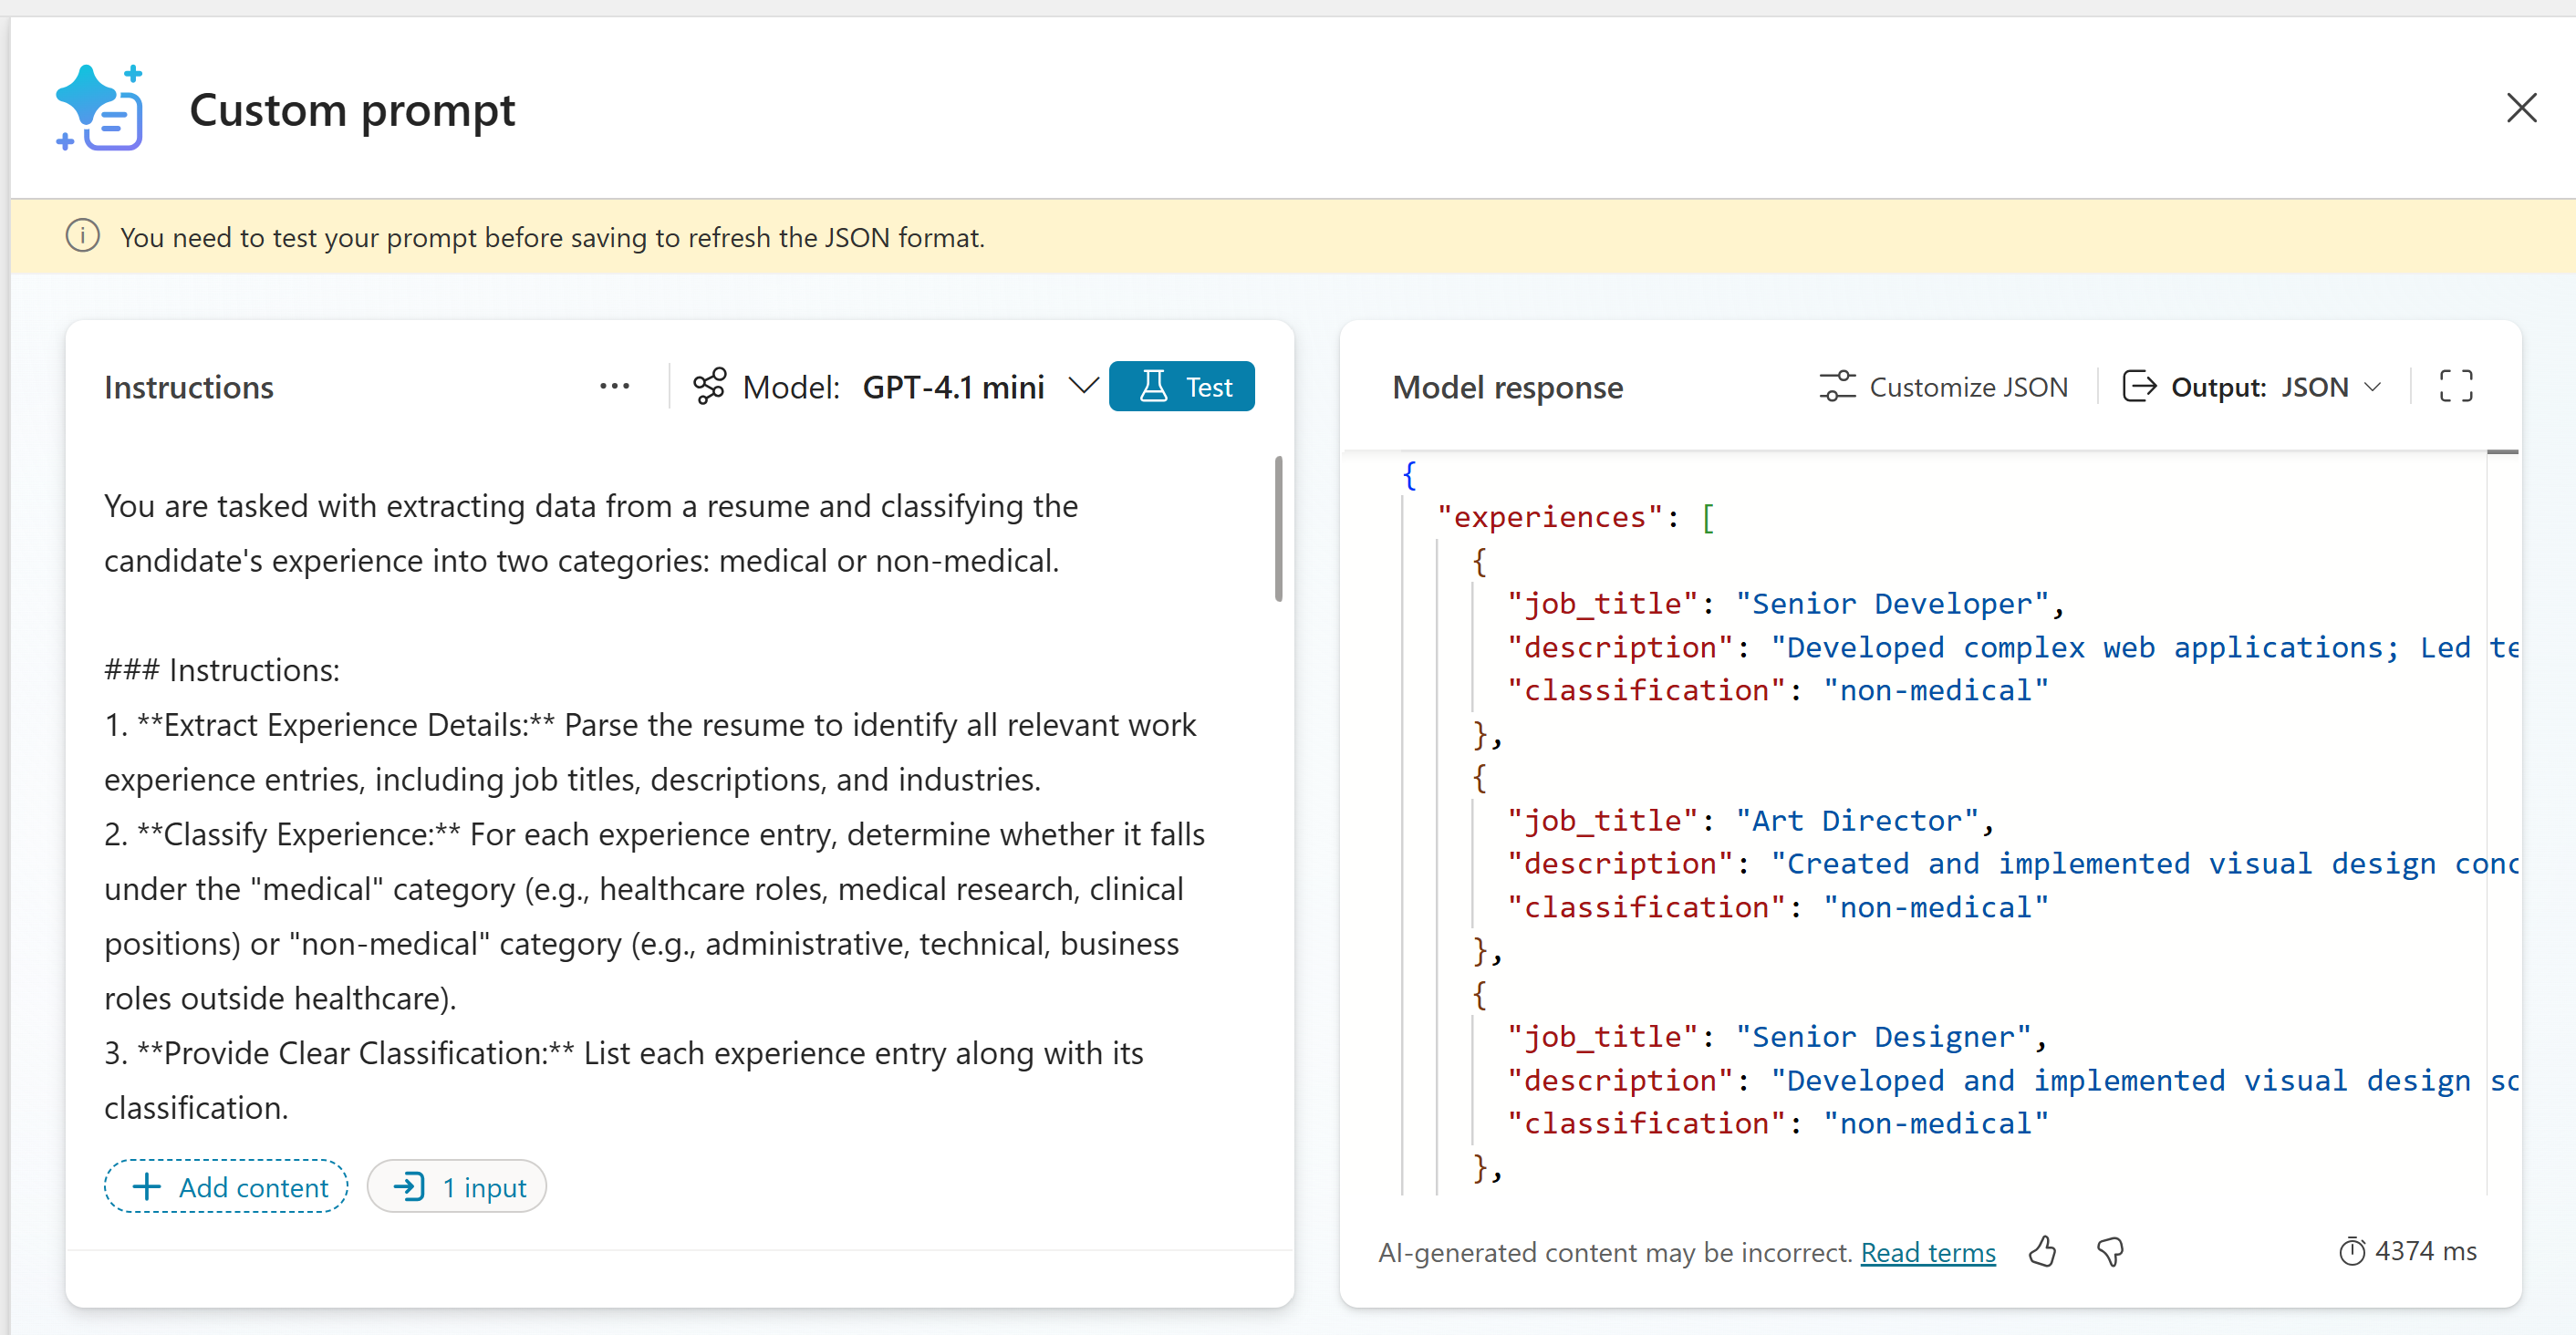 Custom prompt
You need to test your prompt before saving to refresh the JSON format.
Instructions
Model: GPT-4.1 mini
Test
You are tasked with extracting data from a resume and classifying the
candidate's experience into two categories: medical or non-medical.
### Instructions:
1. **Extract Experience Details:** Parse the resume to identify all relevant work
experience entries, including job titles, descriptions, and industries.
2. **Classify Experience:** For each experience entry, determine whether it falls
under the "medical" category (e.g., healthcare roles, medical research, clinical
positions) or "non-medical" category (e.g., administrative, technical, business
roles outside healthcare).
3. **Provide Clear Classification:** List each experience entry along with its
classification.
Add content
1 input
Model response
Customize JSON
Output: JSON
{
"experiences": [
{
"job_title": "Senior Developer",
"description": "Developed complex web applications; Led te
"classification": "non-medical"
},
{
"job_title": "Art Director",
"description": "Created and implemented visual design conc
"classification": "non-medical"
},
{
"job_title": "Senior Designer",
"description": "Developed and implemented visual design so
"classification": "non-medical"
},
AI-generated content may be incorrect. Read terms
4374 ms